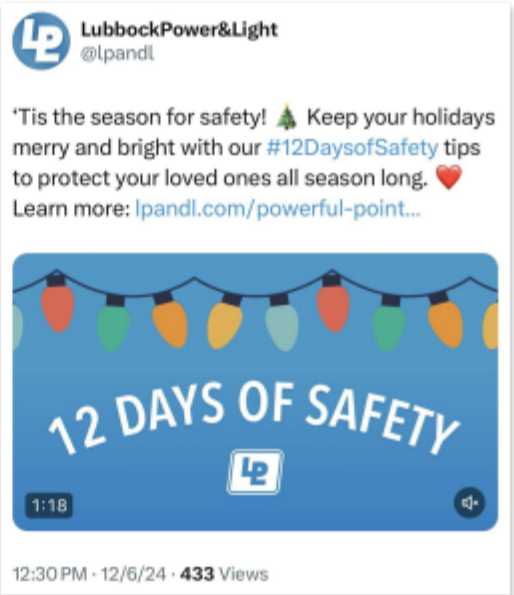 LP
LubbockPower&Light
@lpandl
'Tis the season for safety! 🎄 Keep your holidays
merry and bright with our #12DaysofSafety tips
to protect your loved ones all season long. ❤️
Learn more: lpandl.com/powerful-point...
12 DAYS OF SAFETY
LP
1:18
12:30 PM · 12/6/24 · 433 Views